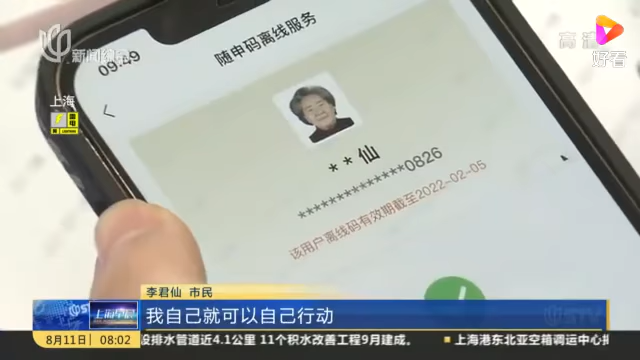 新闻综合
09:49
随申码离线服务
高清
好看
上海
雷电
黄
* * 仙
**************0826
该用户离线码有效期截至2022-02-05
李君仙 市民
我自己就可以自己行动
8月11日 08:02
设排水管道近4.1公里 11个积水改善工程9月建成。
■上海港东北亚空箱调运中心